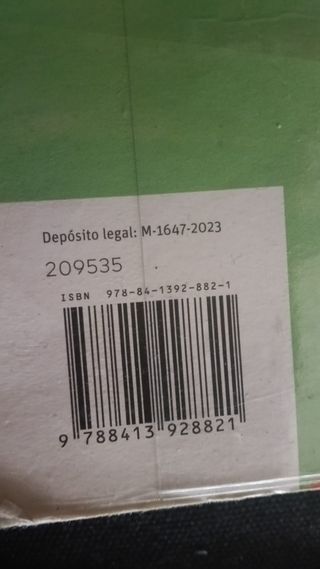 Depósito legal: M-1647-2023
209535
ISBN 978-84-1392-882-1
9 788413 928821